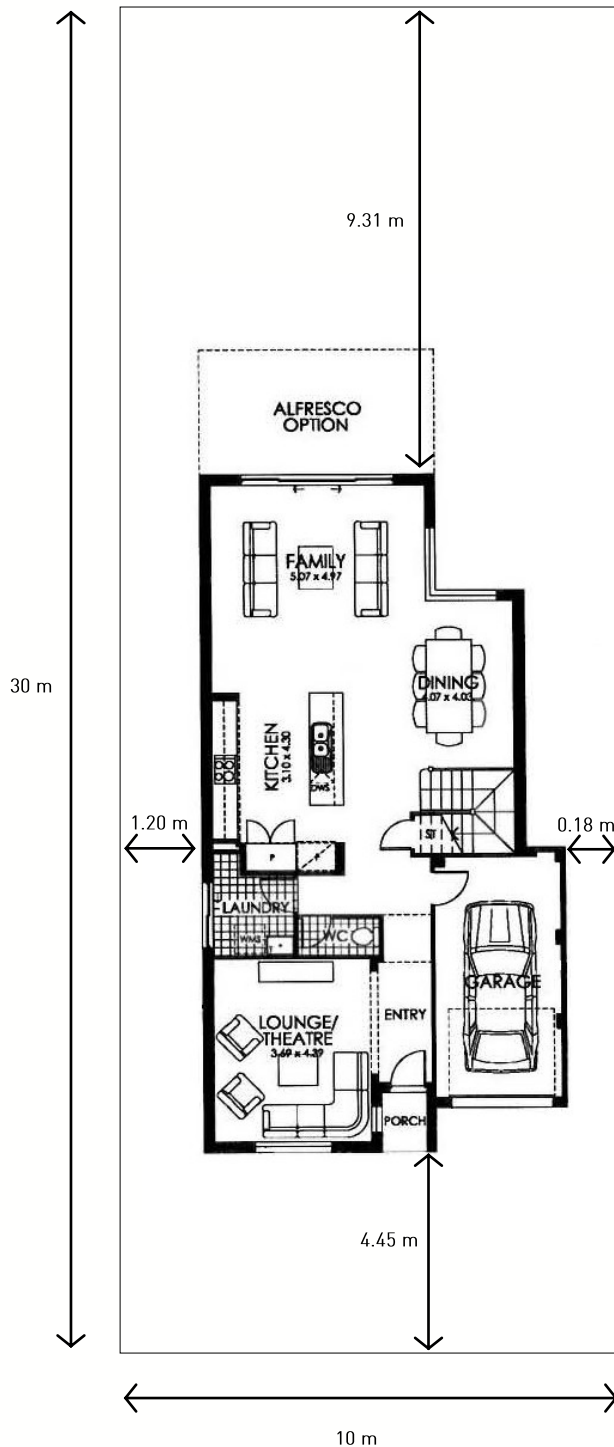 9.31 m
ALFRESCO
OPTION
FAMILY
5.07 x 4.97
30 m
DINING
4.07 x 4.03
KITCHEN
3.10 x 4.30
DWS
1.20 m
0.18 m
ST
P
F
LAUNDRY
WMS
WC
GARAGE
LOUNGE/
THEATRE
3.69 x 4.39
ENTRY
PORCH
4.45 m
10 m